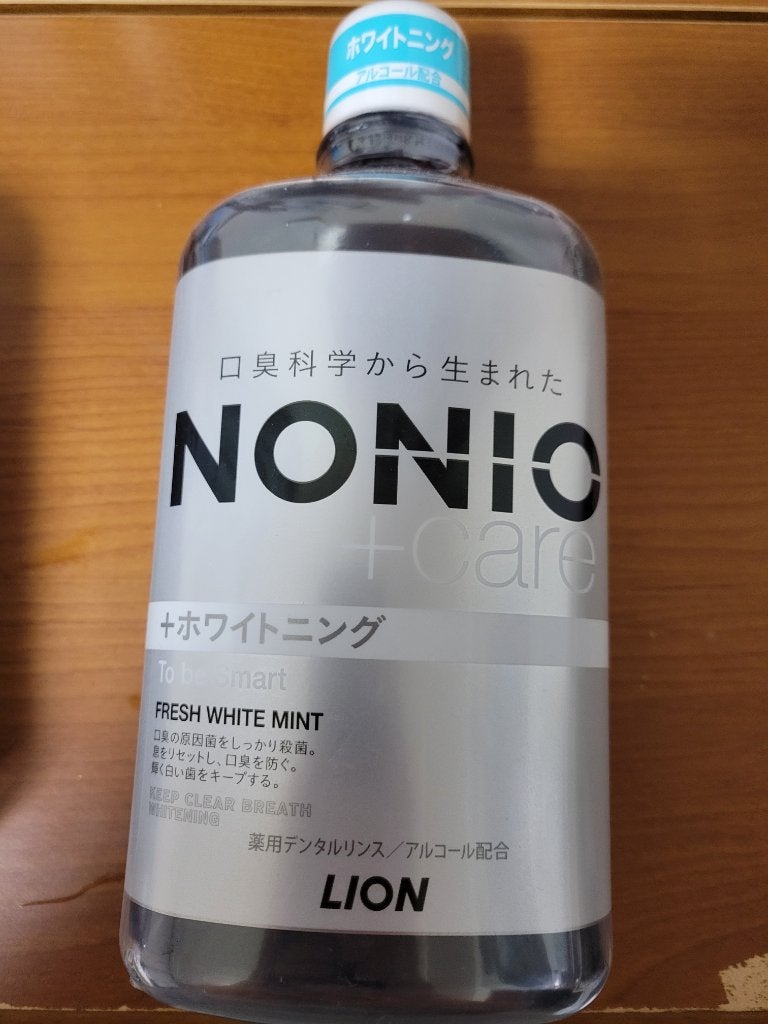 ホワイトニング
アルコール配合
口臭科学から生まれた
NONIO
+care
+ホワイトニング
To be Smart
FRESH WHITE MINT
口臭の原因菌をしっかり殺菌。
息をリセットし、口臭を防ぐ。
輝く白い歯をキープする。
KEEP CLEAR BREATH
WHITENING
薬用デンタルリンス／アルコール配合
LION